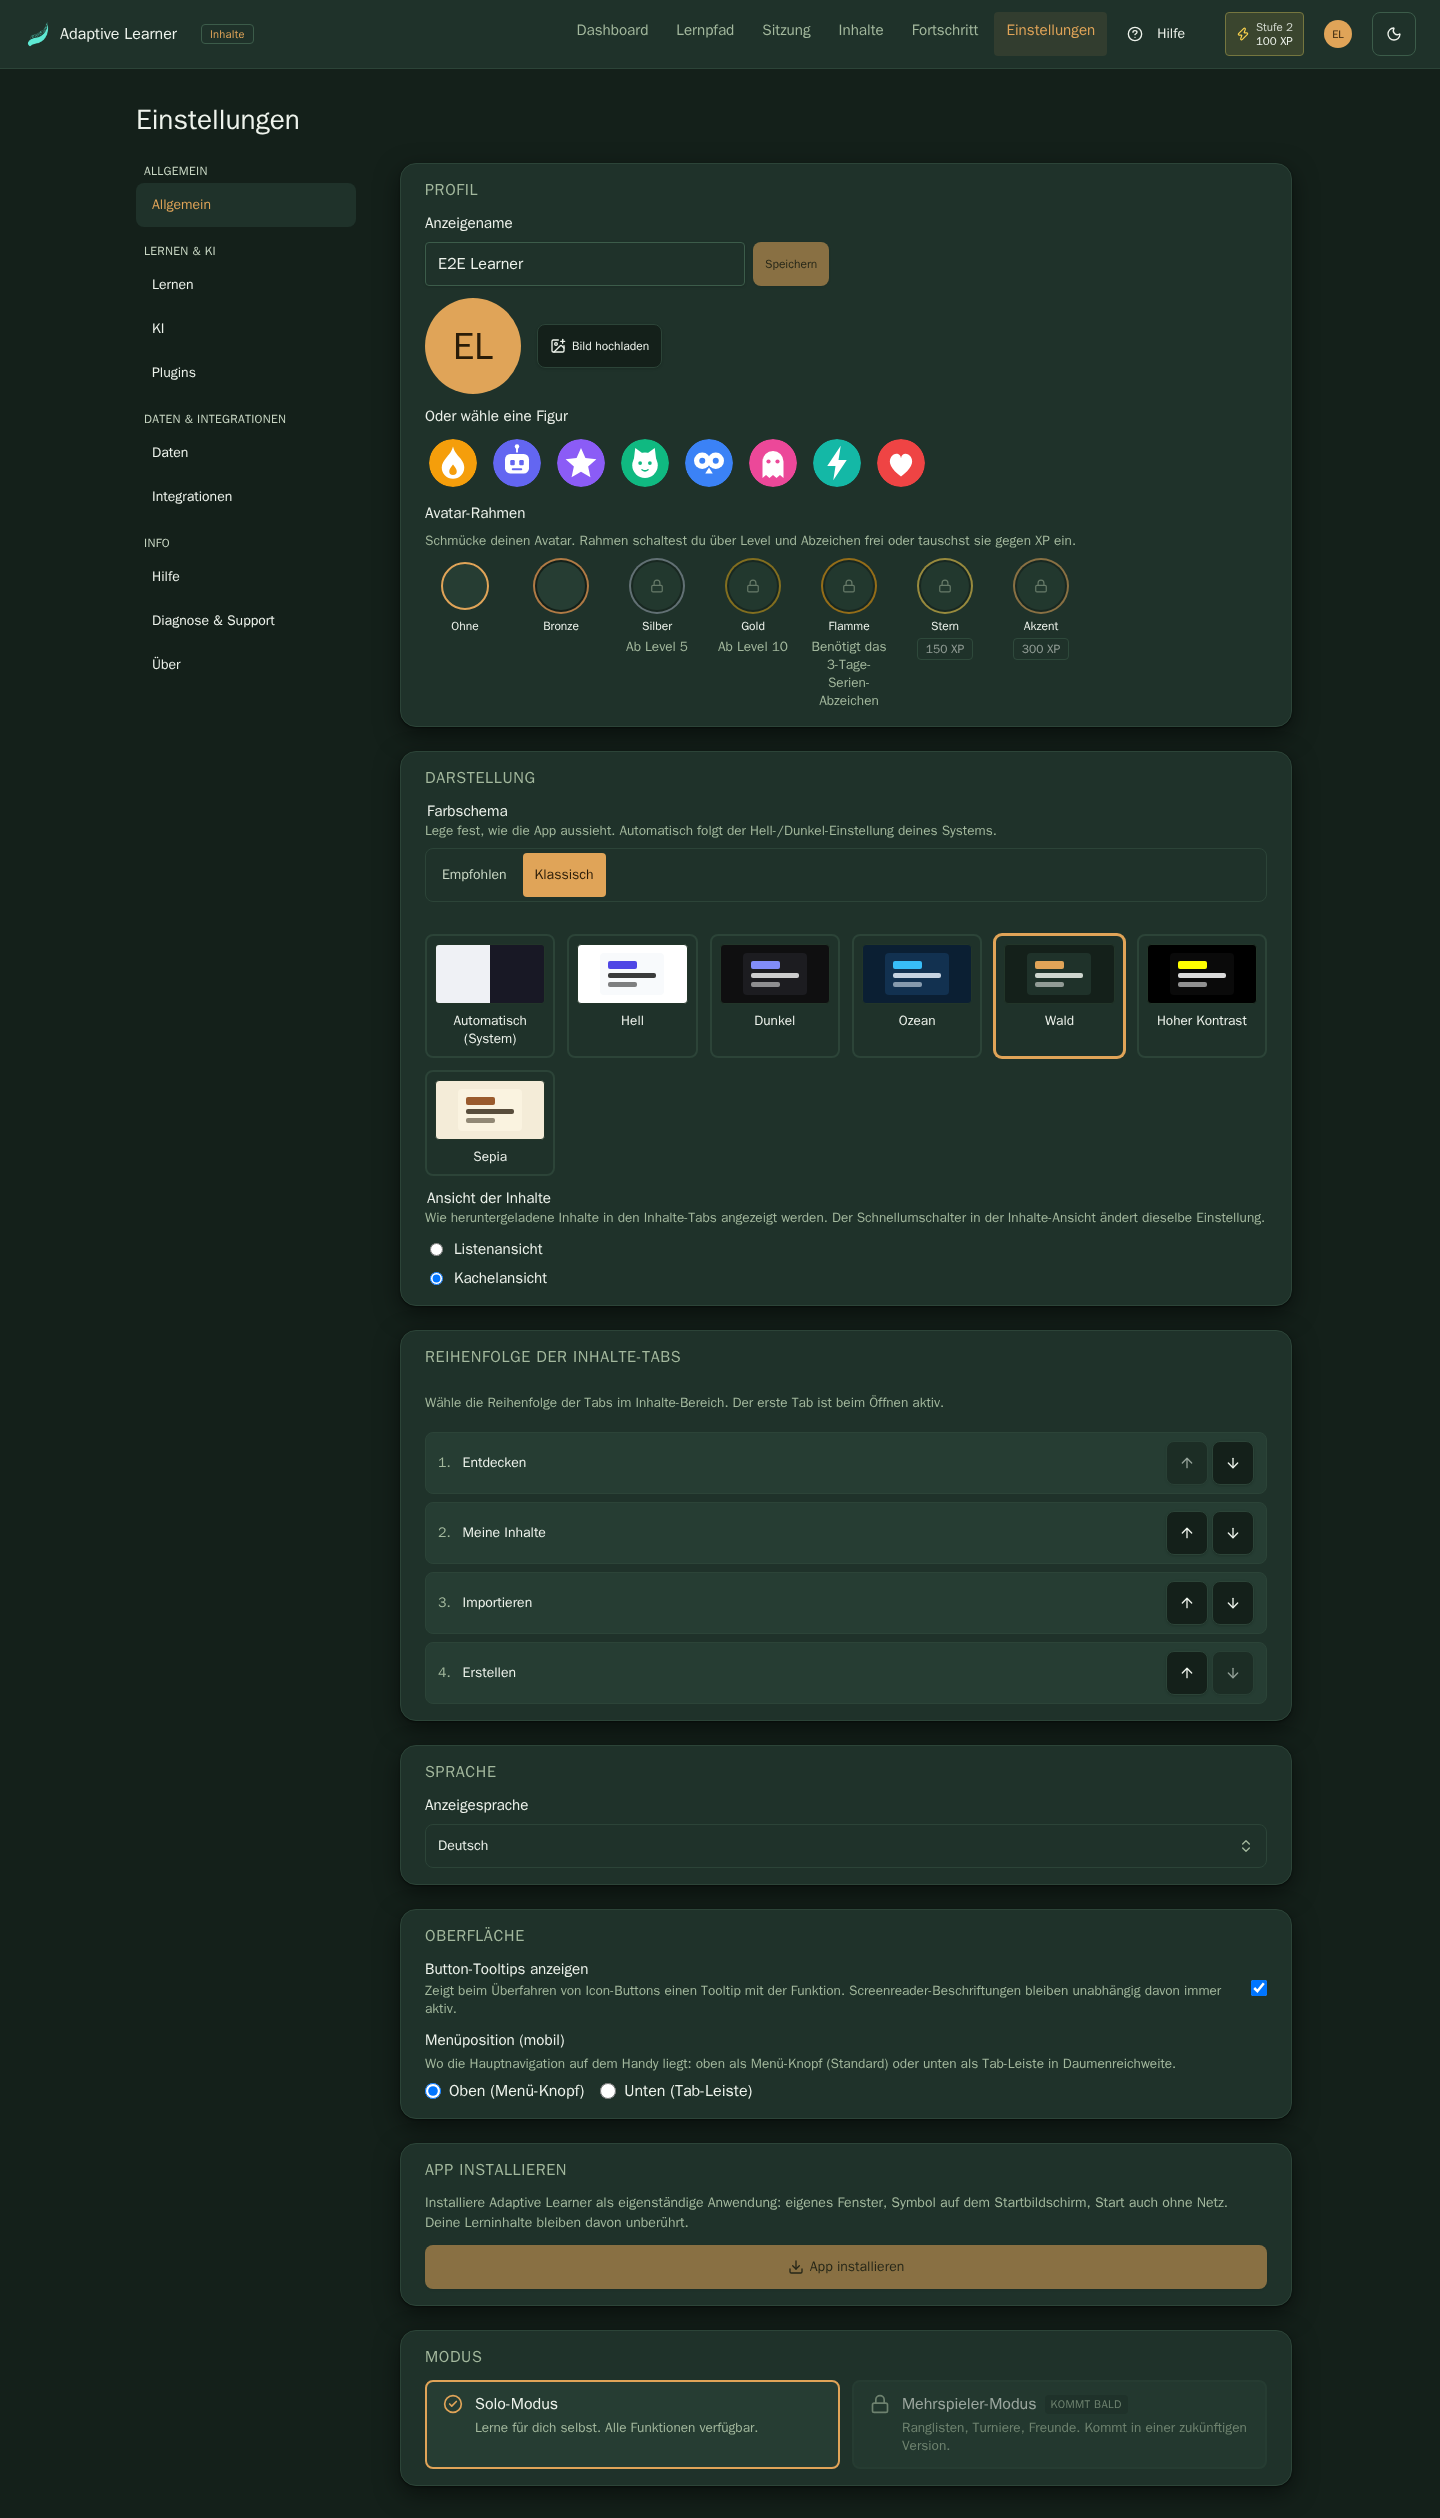 Adaptive Learner
Inhalte
Dashboard
Lernpfad
Sitzung
Inhalte
Fortschritt
Einstellungen
Hilfe
Stufe 2
100 XP
EL
Einstellungen
ALLGEMEIN
Allgemein
LERNEN & KI
Lernen
KI
Plugins
DATEN & INTEGRATIONEN
Daten
Integrationen
INFO
Hilfe
Diagnose & Support
Über
PROFIL
Anzeigename
E2E Learner
Speichern
EL
Bild hochladen
Oder wähle eine Figur
Avatar-Rahmen
Schmücke deinen Avatar. Rahmen schaltest du über Level und Abzeichen frei oder tauschst sie gegen XP ein.
Ohne
Bronze
Silber
Ab Level 5
Gold
Ab Level 10
Flamme
Benötigt das
3-Tage-
Serien-
Abzeichen
Stern
150 XP
Akzent
300 XP
DARSTELLUNG
Farbschema
Lege fest, wie die App aussieht. Automatisch folgt der Hell-/Dunkel-Einstellung deines Systems.
Empfohlen
Klassisch
Automatisch
(System)
Hell
Dunkel
Ozean
Wald
Hoher Kontrast
Sepia
Ansicht der Inhalte
Wie heruntergeladene Inhalte in den Inhalte-Tabs angezeigt werden. Der Schnellumschalter in der Inhalte-Ansicht ändert dieselbe Einstellung.
Listenansicht
Kachelansicht
REIHENFOLGE DER INHALTE-TABS
Wähle die Reihenfolge der Tabs im Inhalte-Bereich. Der erste Tab ist beim Öffnen aktiv.
1. Entdecken
2. Meine Inhalte
3. Importieren
4. Erstellen
SPRACHE
Anzeigesprache
Deutsch
OBERFLÄCHE
Button-Tooltips anzeigen
Zeigt beim Überfahren von Icon-Buttons einen Tooltip mit der Funktion. Screenreader-Beschriftungen bleiben unabhängig davon immer
aktiv.
Menüposition (mobil)
Wo die Hauptnavigation auf dem Handy liegt: oben als Menü-Knopf (Standard) oder unten als Tab-Leiste in Daumenreichweite.
Oben (Menü-Knopf)
Unten (Tab-Leiste)
APP INSTALLIEREN
Installiere Adaptive Learner als eigenständige Anwendung: eigenes Fenster, Symbol auf dem Startbildschirm, Start auch ohne Netz.
Deine Lerninhalte bleiben davon unberührt.
App installieren
MODUS
Solo-Modus
Lerne für dich selbst. Alle Funktionen verfügbar.
Mehrspieler-Modus
KOMMT BALD
Ranglisten, Turniere, Freunde. Kommt in einer zukünftigen
Version.